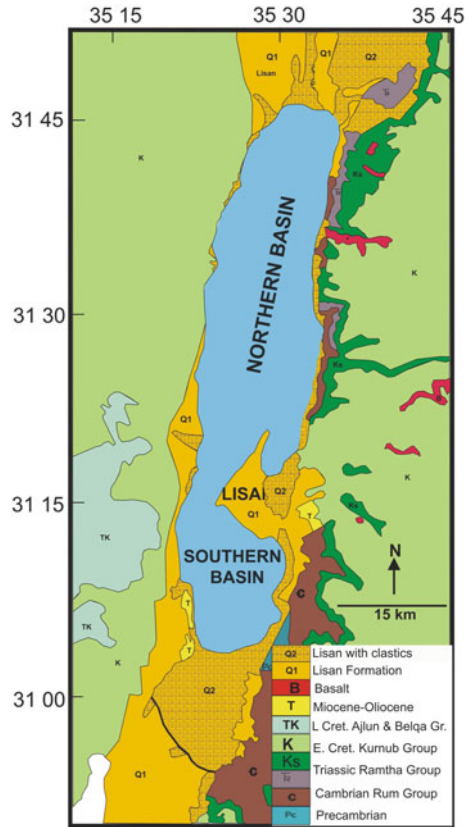 35 15 35 30 35 45
Q1 Q1 Q2
Lisan
31 45
Ks
K
NORTHERN BASIN
K
31 30
Ks
B
Q1
K
LISAN
Q2
31 15
Q1
T
Ks
TK
SOUTHERN
BASIN
N
Є
15 km
T
TK
T
K
31 00
Q2
Q1
Є
Q2 Lisan with clastics
Q1 Lisan Formation
B Basalt
T Miocene-Oliocene
TK L Cret. Ajlun & Belqa Gr.
K E. Cret. Kurnub Group
Ks
Tr Triassic Ramtha Group
Є Cambrian Rum Group
Pc Precambrian